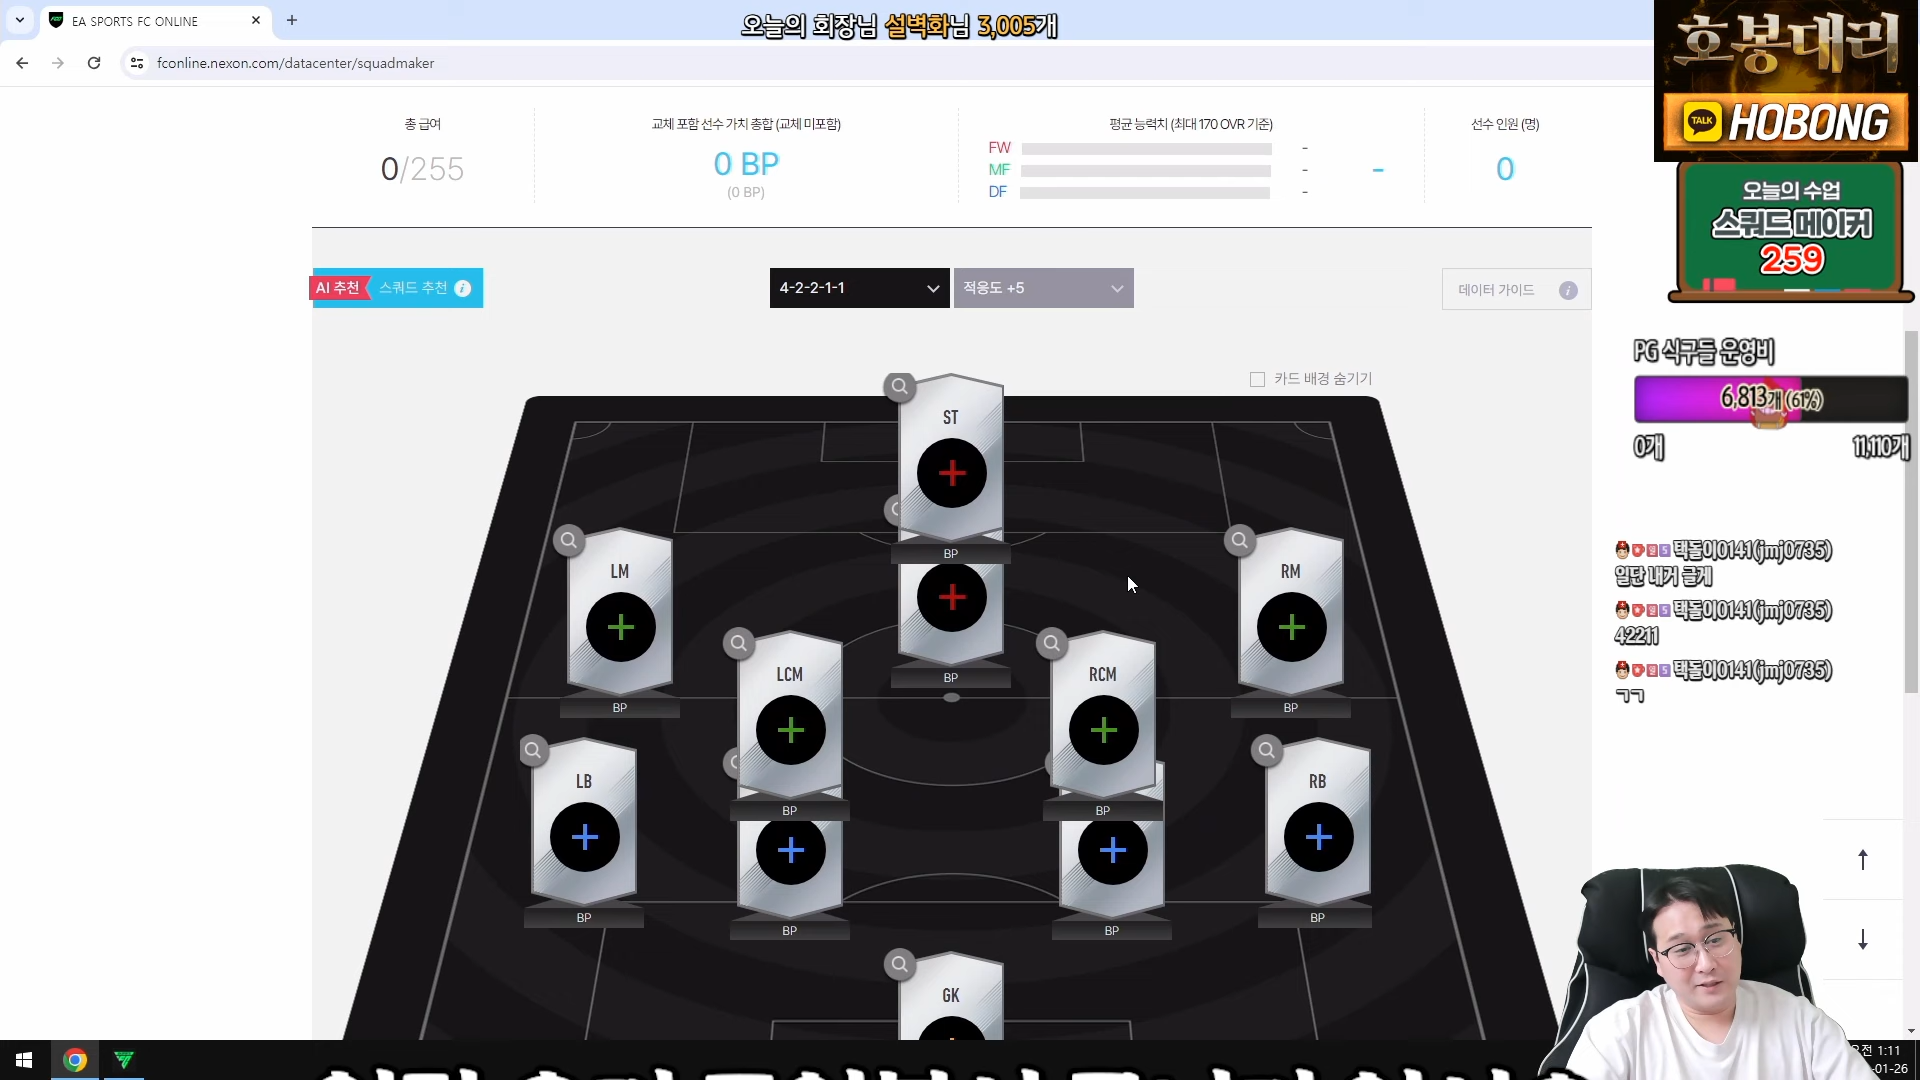 EA SPORTS FC ONLINE
오늘의 회장님 설벽화님 3,005개
fconline.nexon.com/datacenter/squadmaker
호봉대리
TALK HOBONG
총 급여
0/255
교체 포함 선수 가치 총합 (교체 미포함)
0 BP
(0 BP)
평균 능력치 (최대 170 OVR 기준)
FW -
MF - -
DF -
선수 인원 (명)
0
오늘의 수업
스쿼드 메이커
259
AI 추천 스쿼드 추천 i
4-2-2-1-1
적응도 +5
데이터 가이드 i
카드 배경 숨기기
PG 식구들 운영비
6,813개 (61%)
0개 11,110개
ST
BP
LM
BP
RM
BP
BP
LCM
BP
RCM
BP
LB
BP
BP
BP
RB
BP
GK
택돌이0141(jmj0735)
일단 내거 글게
택돌이0141(jmj0735)
42211
택돌이0141(jmj0735)
ㄱㄱ
오전 1:11
-01-26